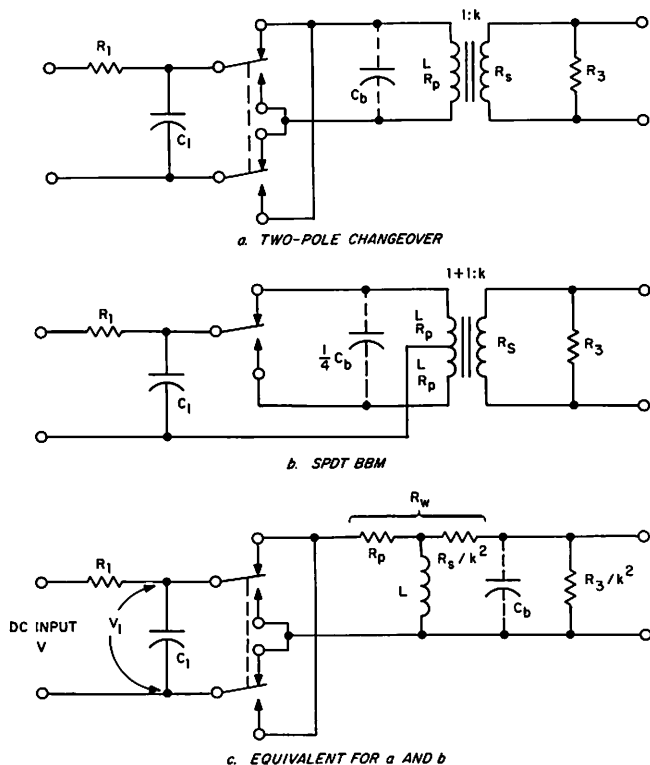 1:k
R1
C1
Cb
L
Rp
Rs
R3
a. TWO-POLE CHANGEOVER
1+1:k
R1
C1
1/4 Cb
L
Rp
L
Rp
RS
R3
b. SPDT BBM
Rw
R1
Rp
Rs/k²
DC INPUT
V
V1
C1
L
Cb
R3/k²
c. EQUIVALENT FOR a AND b